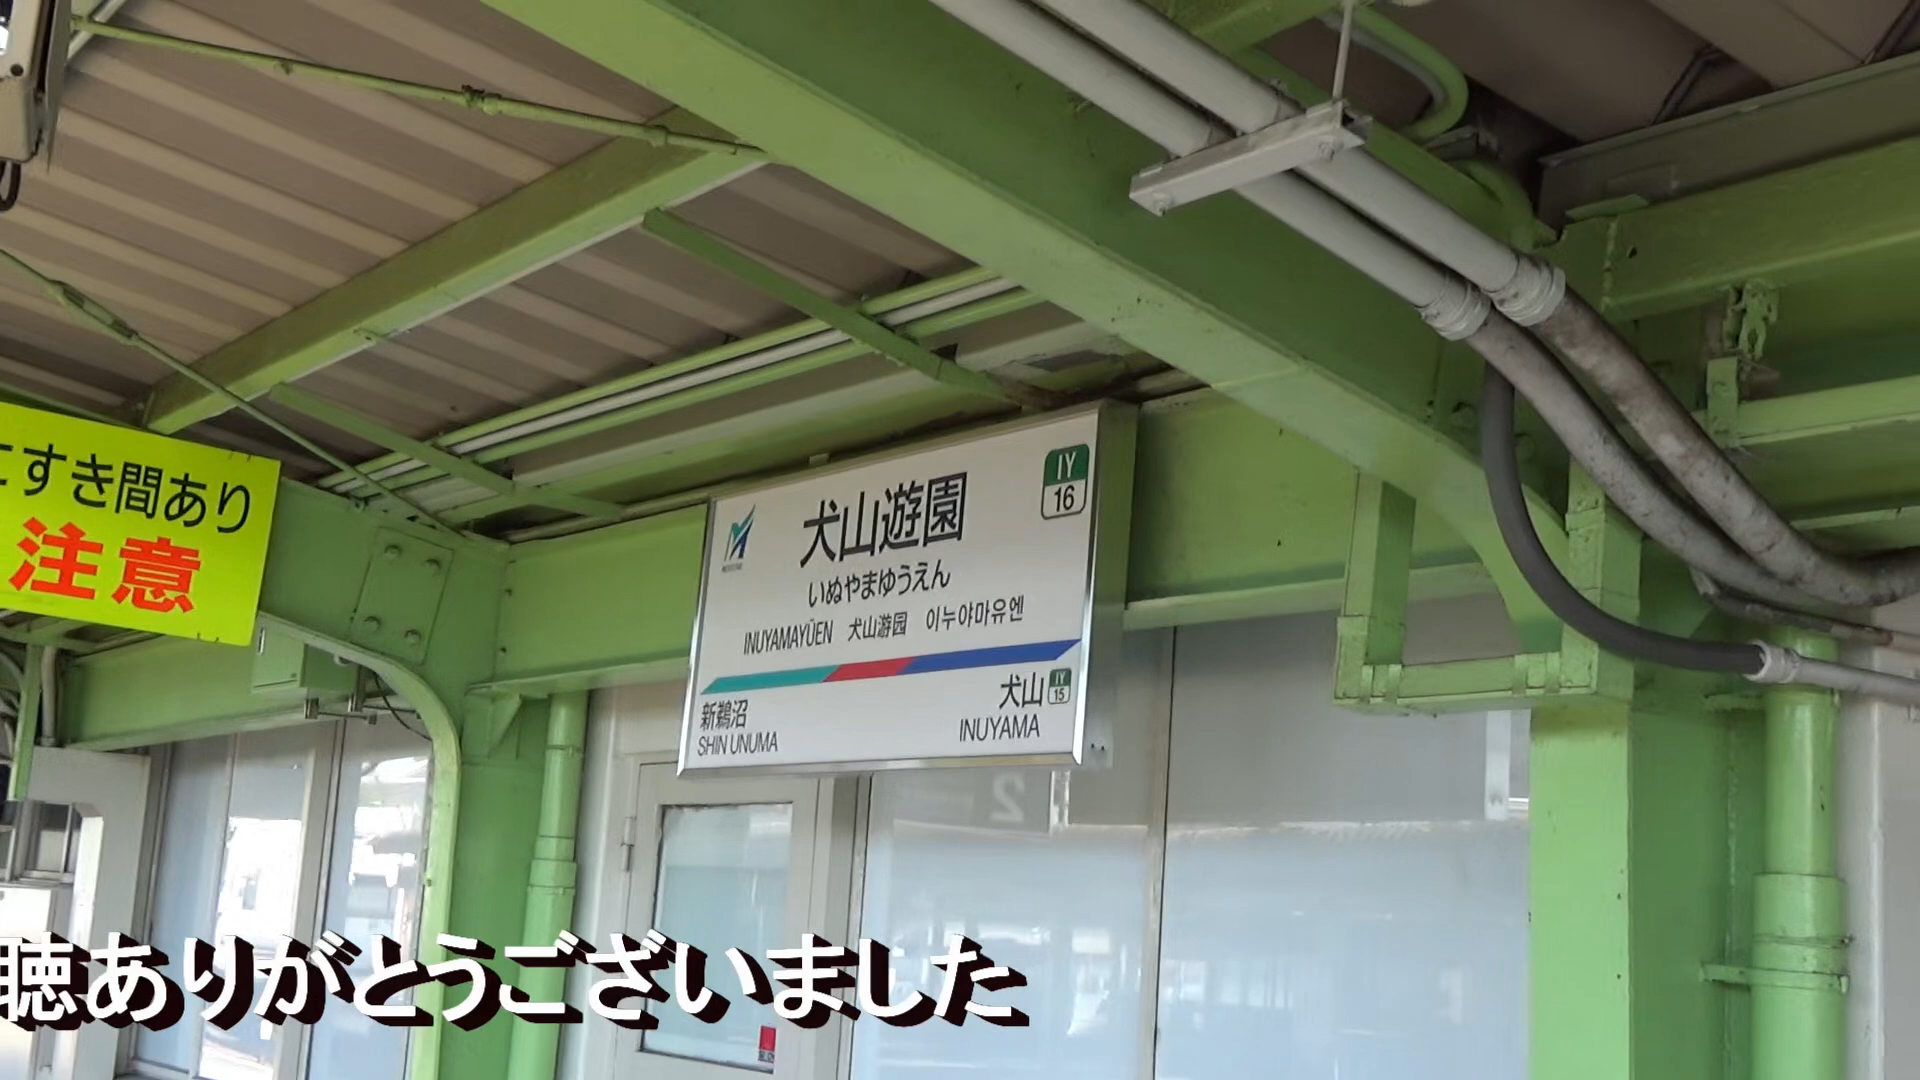 すき間あり
注意
IY
16
犬山遊園
いぬやまゆうえん
INUYAMAYŪEN 犬山游园 이누야마유엔
新鵜沼
SHIN UNUMA
犬山 IY 15
INUYAMA
2
聴ありがとうございました